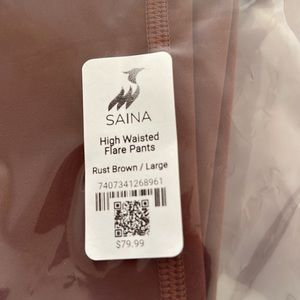 SAINA
High Waisted
Flare Pants
Rust Brown / Large
7407341268961
$79.99